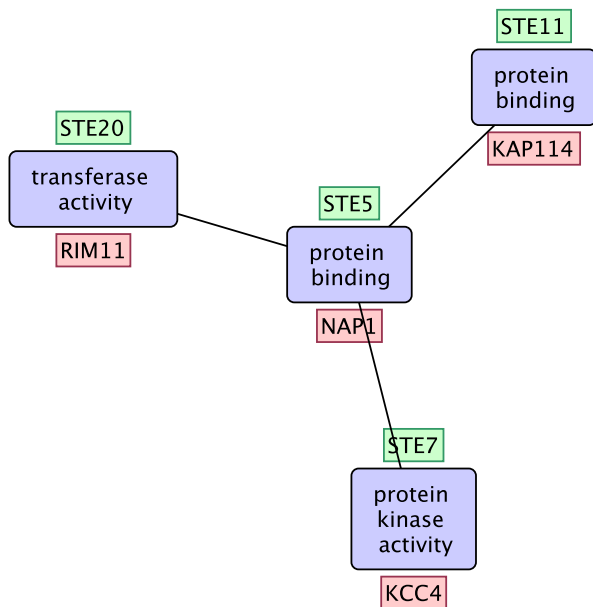 STE11
protein
binding
KAP114
STE20
transferase
activity
RIM11
STE5
protein
binding
NAP1
STE7
protein
kinase
activity
KCC4